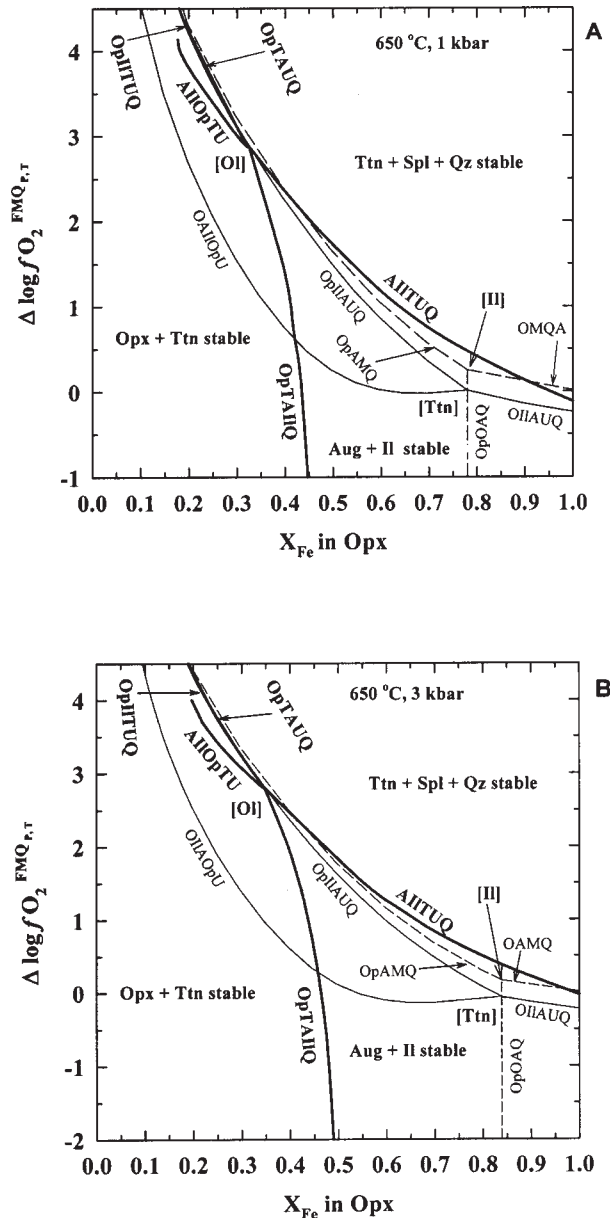 A
650 °C, 1 kbar
4
3
2
1
0
-1
Δ log fO2 FMQ P, T
OpIlTUQ
OpTAUQ
AIlOpTU
[Ol]
Ttn + Spl + Qz stable
OAIlOpU
OpIlAUQ
AIlTUQ
[Il]
OMQA
Opx + Ttn stable
OpAMQ
OpTAIlQ
[Ttn]
OpOAQ
OIlAUQ
Aug + Il stable
0.0 0.1 0.2 0.3 0.4 0.5 0.6 0.7 0.8 0.9 1.0
XFe in Opx
B
650 °C, 3 kbar
4
3
2
1
0
-1
-2
Δ log fO2 FMQ P, T
OpIlTUQ
OpTAUQ
AIlOpTU
[Ol]
Ttn + Spl + Qz stable
OIlAOpU
OpIlAUQ
AIlTUQ
[Il]
OAMQ
OpAMQ
Opx + Ttn stable
OpTAIlQ
[Ttn]
OIlAUQ
OpOAQ
Aug + Il stable
0.0 0.1 0.2 0.3 0.4 0.5 0.6 0.7 0.8 0.9 1.0
XFe in Opx